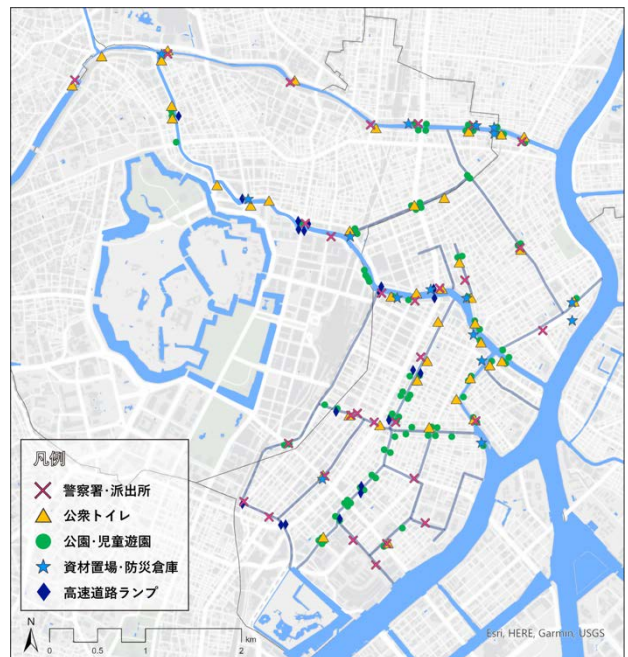 凡例
警察署・派出所
公衆トイレ
公園・児童遊園
資材置場・防災倉庫
高速道路ランプ
N
km
0 0.5 1 2
Esri, HERE, Garmin, USGS